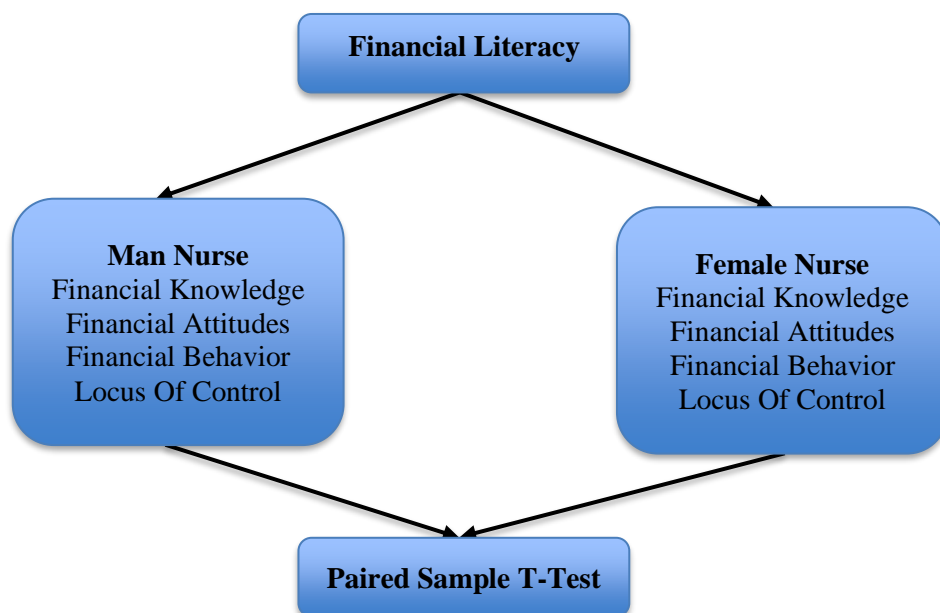 Financial Literacy
Man Nurse
Financial Knowledge
Financial Attitudes
Financial Behavior
Locus Of Control
Female Nurse
Financial Knowledge
Financial Attitudes
Financial Behavior
Locus Of Control
Paired Sample T-Test